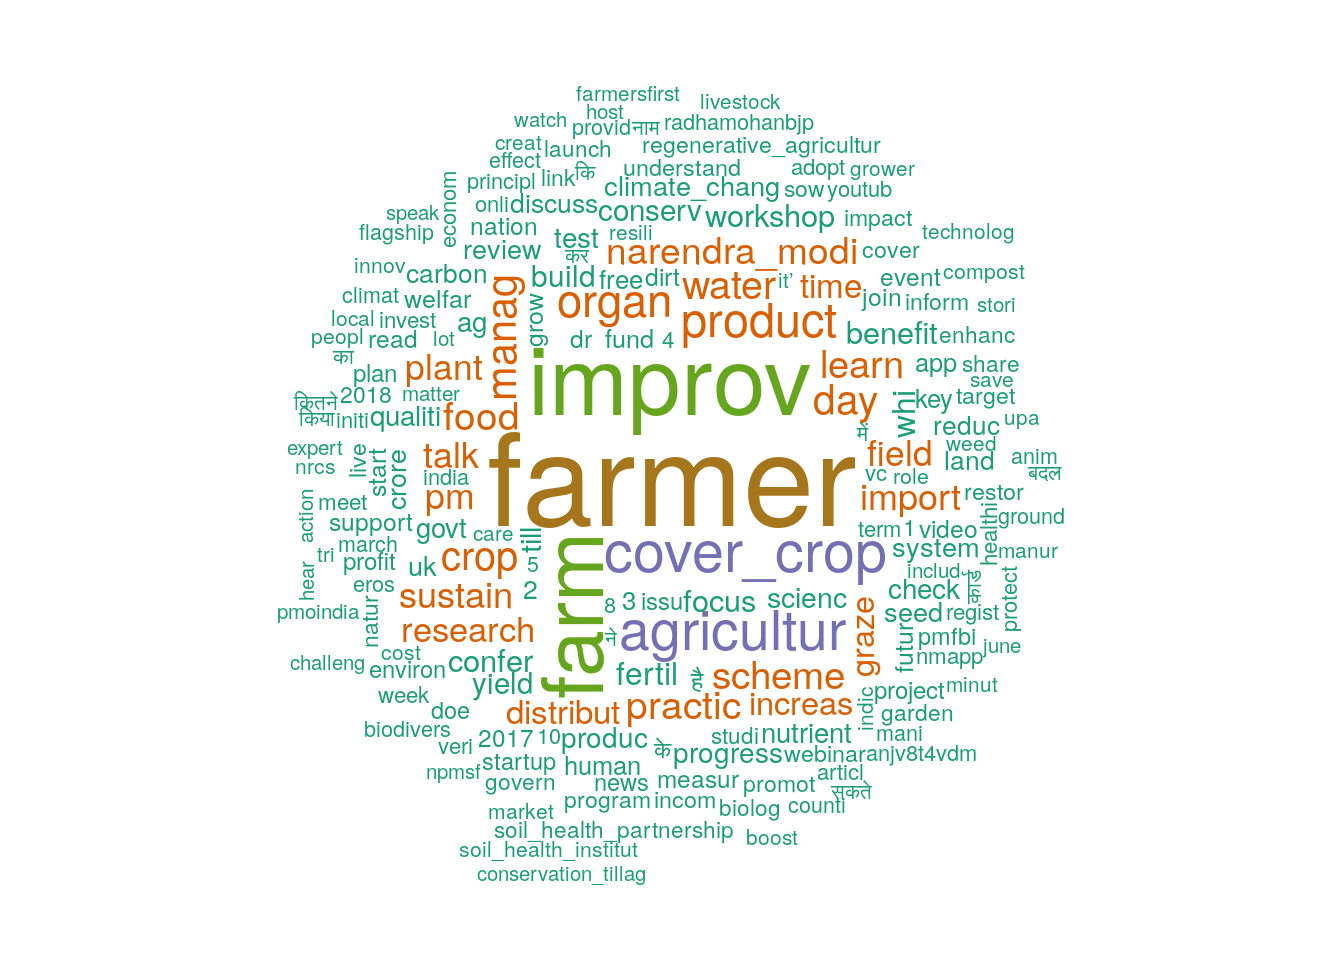 farmersfirst
livestock
host
watch
provid नाम radhamohanbjp
creat launch regenerative_agricultur
effect understand adopt grower
principl link कि climate_chang sow youtub
econom
onli discuss conserv workshop impact
speak
flagship nation test resili technolog
review कर narendra_modi cover
innov carbon build free dirt it’ event compost
manag organ water time
climat welfar grow product join inform stori
local invest ag
peopl read lot dr fund 4 benefit enhanc
का plan plant improv learn app share
save
कितने 2018 matter day whi key target
किया initi qualiti food में reduc upa
expert live talk farmer field weed
nrcs start crore india vc role land anim बदल
action meet pm import restor
support govt care till term 1 video healthi ground
tri march cover_crop system manur
hear profit uk crop 5 includ
eros sustain 2 8 3 issu focus scienc check कार्ड protect
pmoindia natur farm ने agricultur graze seed regist
research futur pmfbi june
challeng cost confer nmapp
environ yield fertil है scheme minut
week indic project
doe distribut practic increas garden
biodivers studi nutrient mani
veri 2017 10 produc के progress webinar anjv8t4vdm
npmsf startup human articl
govern news measur promot सकते
market program incom biolog counti
soil_health_partnership boost
soil_health_institut
conservation_tillag